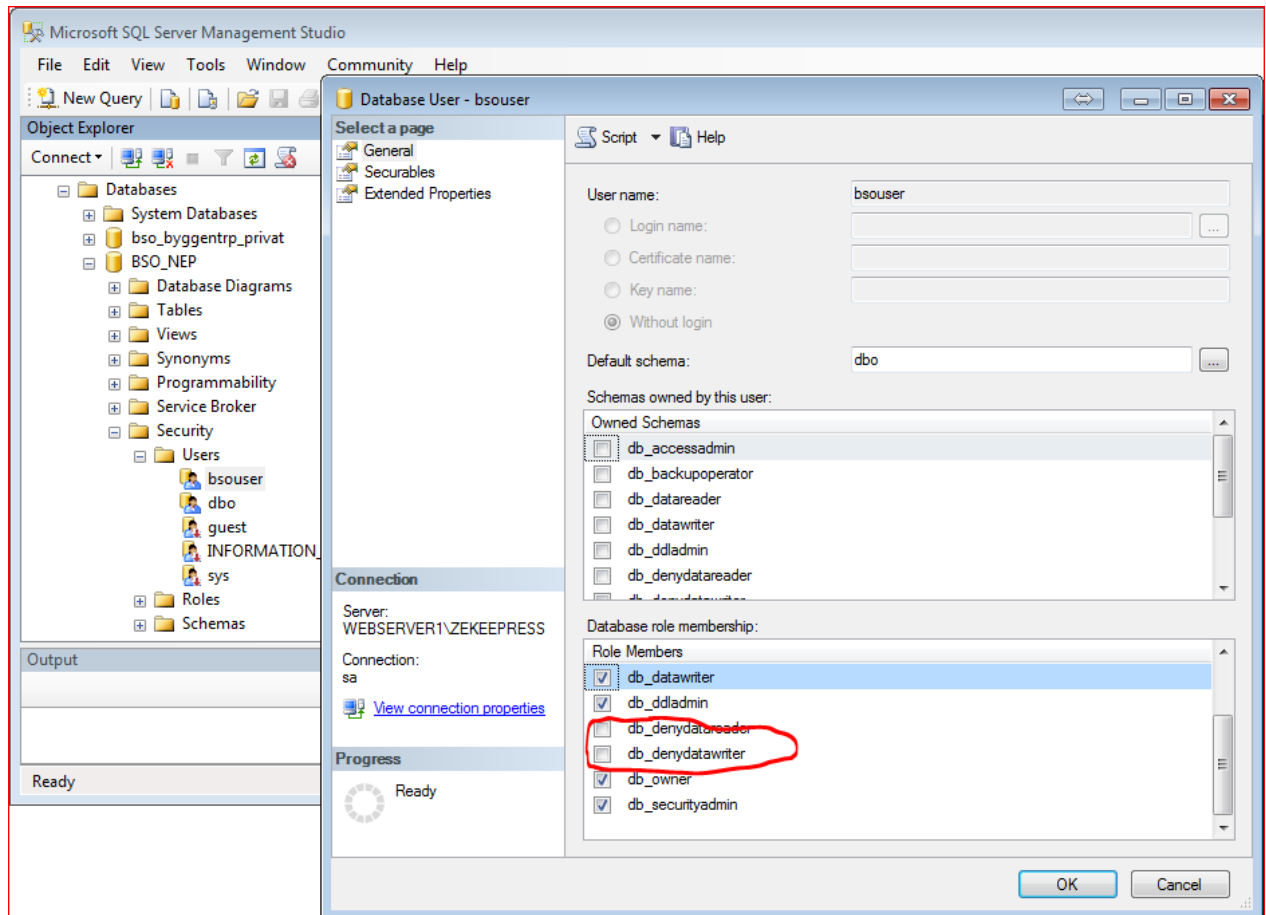 Microsoft SQL Server Management Studio
File Edit View Tools Window Community Help
New Query
Object Explorer
Connect
Databases
System Databases
bso_byggentrp_privat
BSO_NEP
Database Diagrams
Tables
Views
Synonyms
Programmability
Service Broker
Security
Users
bsouser
dbo
guest
INFORMATION_
sys
Roles
Schemas
Output
Ready
Database User - bsouser
Select a page
General
Securables
Extended Properties
Connection
Server:
WEBSERVER1\ZEKEEPRESS
Connection:
sa
View connection properties
Progress
Ready
Script Help
User name: bsouser
Login name: ...
Certificate name:
Key name:
Without login
Default schema: dbo ...
Schemas owned by this user:
Owned Schemas
db_accessadmin
db_backupoperator
db_datareader
db_datawriter
db_ddladmin
db_denydatareader
db_denydatawriter
Database role membership:
Role Members
db_datawriter
db_ddladmin
db_denydatareader
db_denydatawriter
db_owner
db_securityadmin
OK Cancel